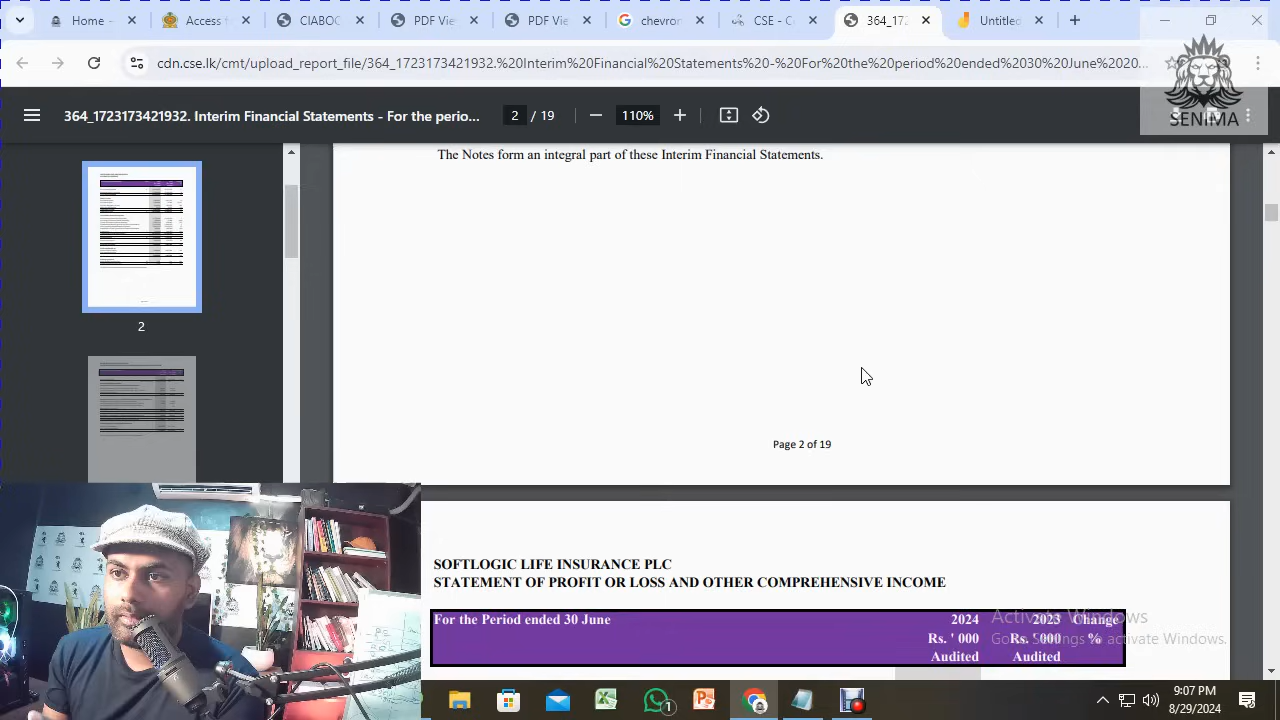 Home -
Access t
CIABOC
PDF Vie
PDF Vie
chevron
CSE - C
364_172
Untitled
cdn.cse.lk/cmt/upload_report_file/364_1723173421932.%20Interim%20Financial%20Statements%20-%20For%20the%20period%20ended%2030%20June%2020...
SENIMA
364_1723173421932. Interim Financial Statements - For the perio...
2 / 19
110%
The Notes form an integral part of these Interim Financial Statements.
2
Page 2 of 19
SOFTLOGIC LIFE INSURANCE PLC
STATEMENT OF PROFIT OR LOSS AND OTHER COMPREHENSIVE INCOME
For the Period ended 30 June 2024 2023 Change
Rs. ' 000 Rs. '000 %
Audited Audited
Activate Windows
Go to Settings to activate Windows.
1
9:07 PM
8/29/2024